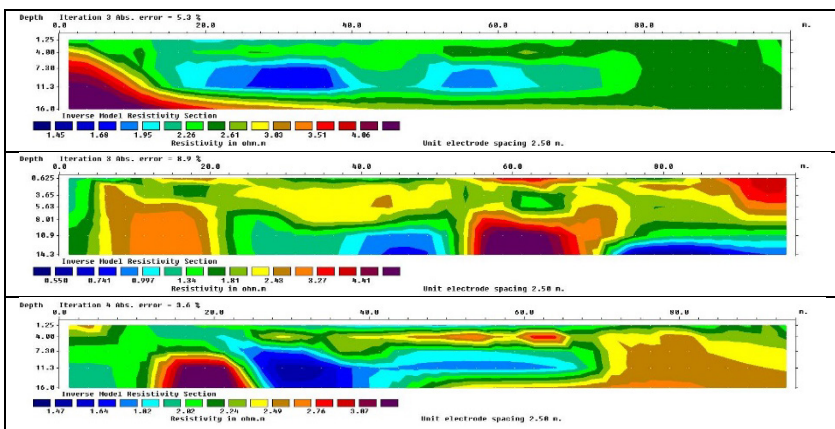 Depth Iteration 3 Abs. error = 5.3 %
0.0 20.0 40.0 60.0 80.0 m.
1.25
4.00
7.30
11.3
16.0
Inverse Model Resistivity Section
1.45 1.68 1.95 2.26 2.61 3.03 3.51 4.06
Resistivity in ohm.m Unit electrode spacing 2.50 m.
Depth Iteration 3 Abs. error = 8.9 %
0.0 20.0 40.0 60.0 80.0 m.
0.625
3.65
5.63
8.01
10.9
14.3
Inverse Model Resistivity Section
0.550 0.741 0.997 1.34 1.81 2.43 3.27 4.41
Resistivity in ohm.m Unit electrode spacing 2.50 m.
Depth Iteration 4 Abs. error = 3.6 %
0.0 20.0 40.0 60.0 80.0 m.
1.25
4.00
7.30
11.3
16.0
Inverse Model Resistivity Section
1.47 1.64 1.82 2.02 2.24 2.49 2.76 3.07
Resistivity in ohm.m Unit electrode spacing 2.50 m.